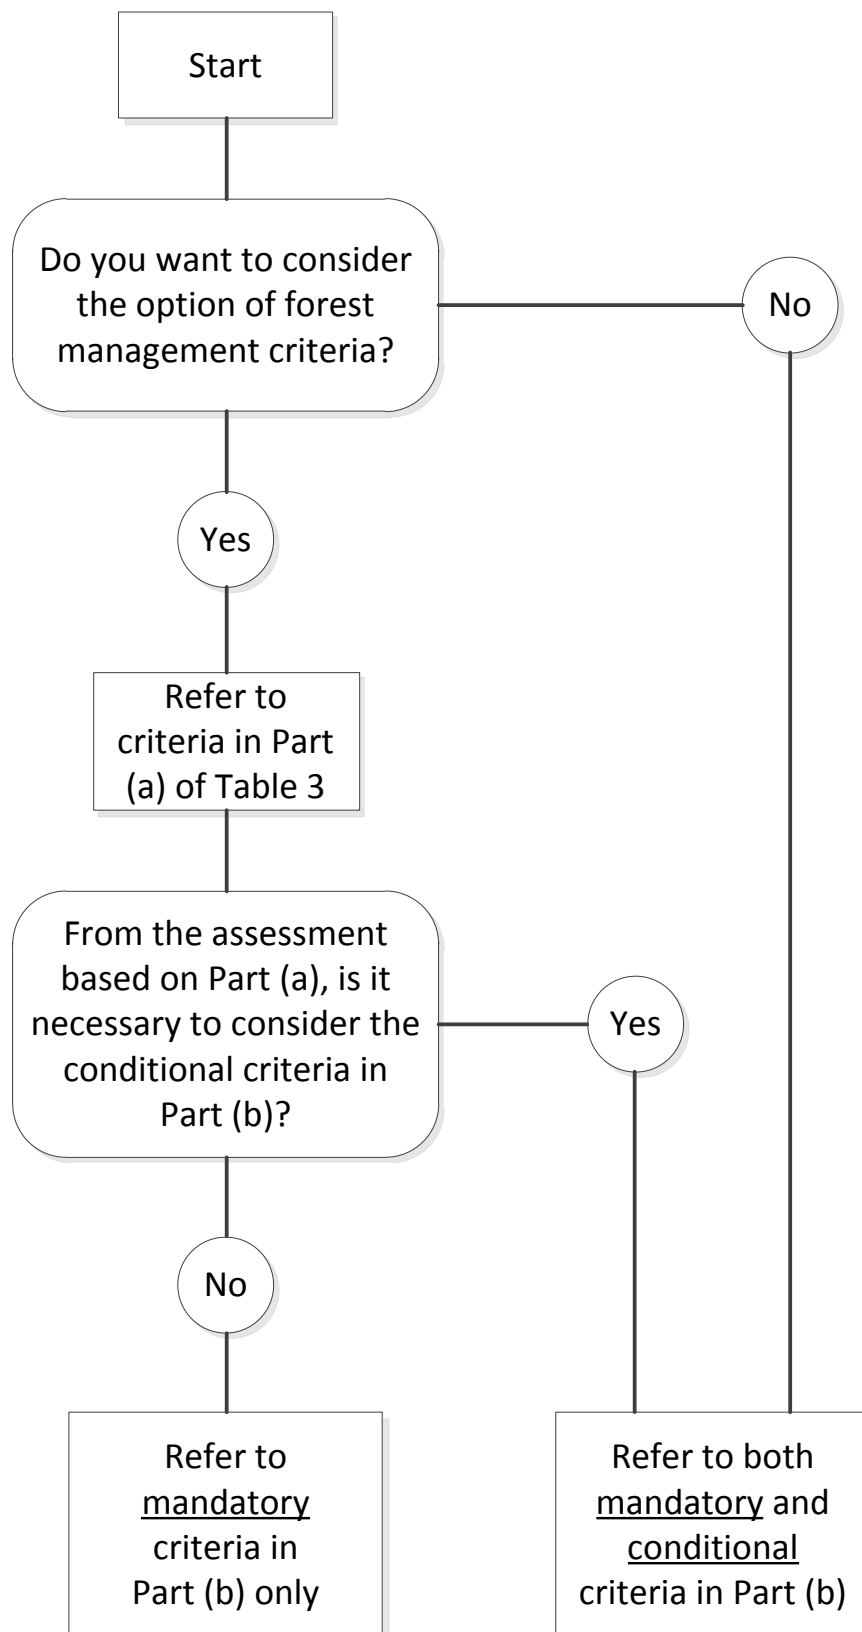 Start
Do you want to consider
the option of forest
management criteria?
No
Yes
Refer to
criteria in Part
(a) of Table 3
From the assessment
based on Part (a), is it
necessary to consider the
conditional criteria in
Part (b)?
Yes
No
Refer to
mandatory
criteria in
Part (b) only
Refer to both
mandatory and
conditional
criteria in Part (b)